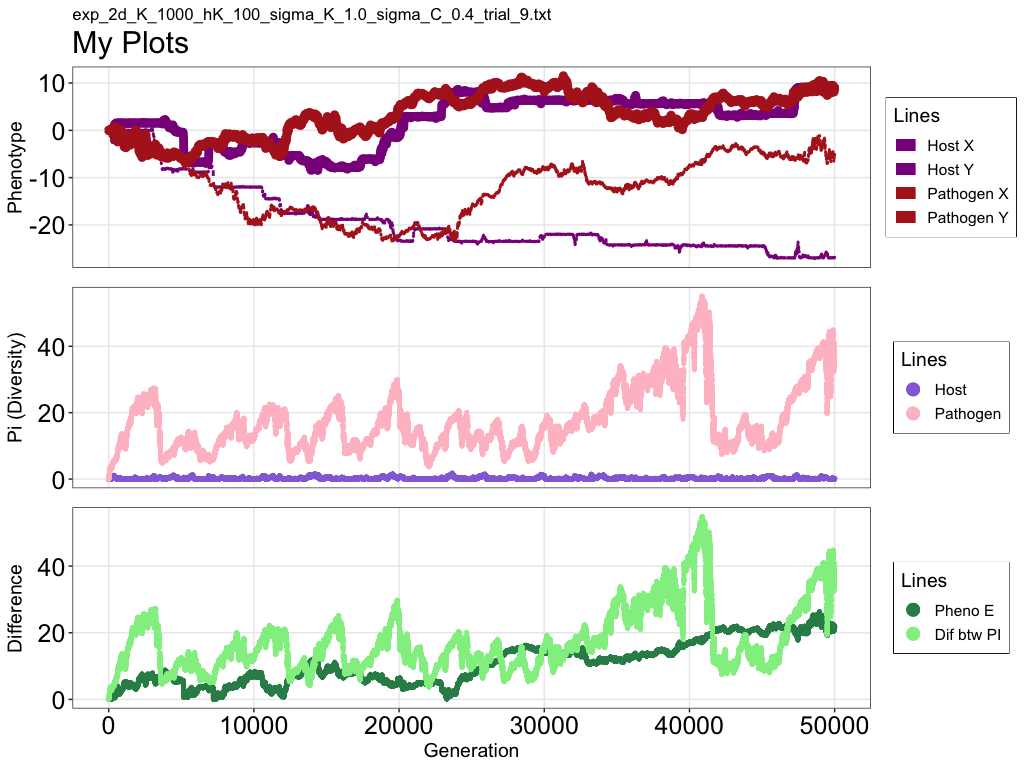 exp_2d_K_1000_hK_100_sigma_K_1.0_sigma_C_0.4_trial_9.txt
My Plots
10
0
-10
-20
Phenotype
Lines
Host X
Host Y
Pathogen X
Pathogen Y
40
20
0
Pi (Diversity)
Lines
Host
Pathogen
40
20
0
Difference
Lines
Pheno E
Dif btw PI
0 10000 20000 30000 40000 50000
Generation